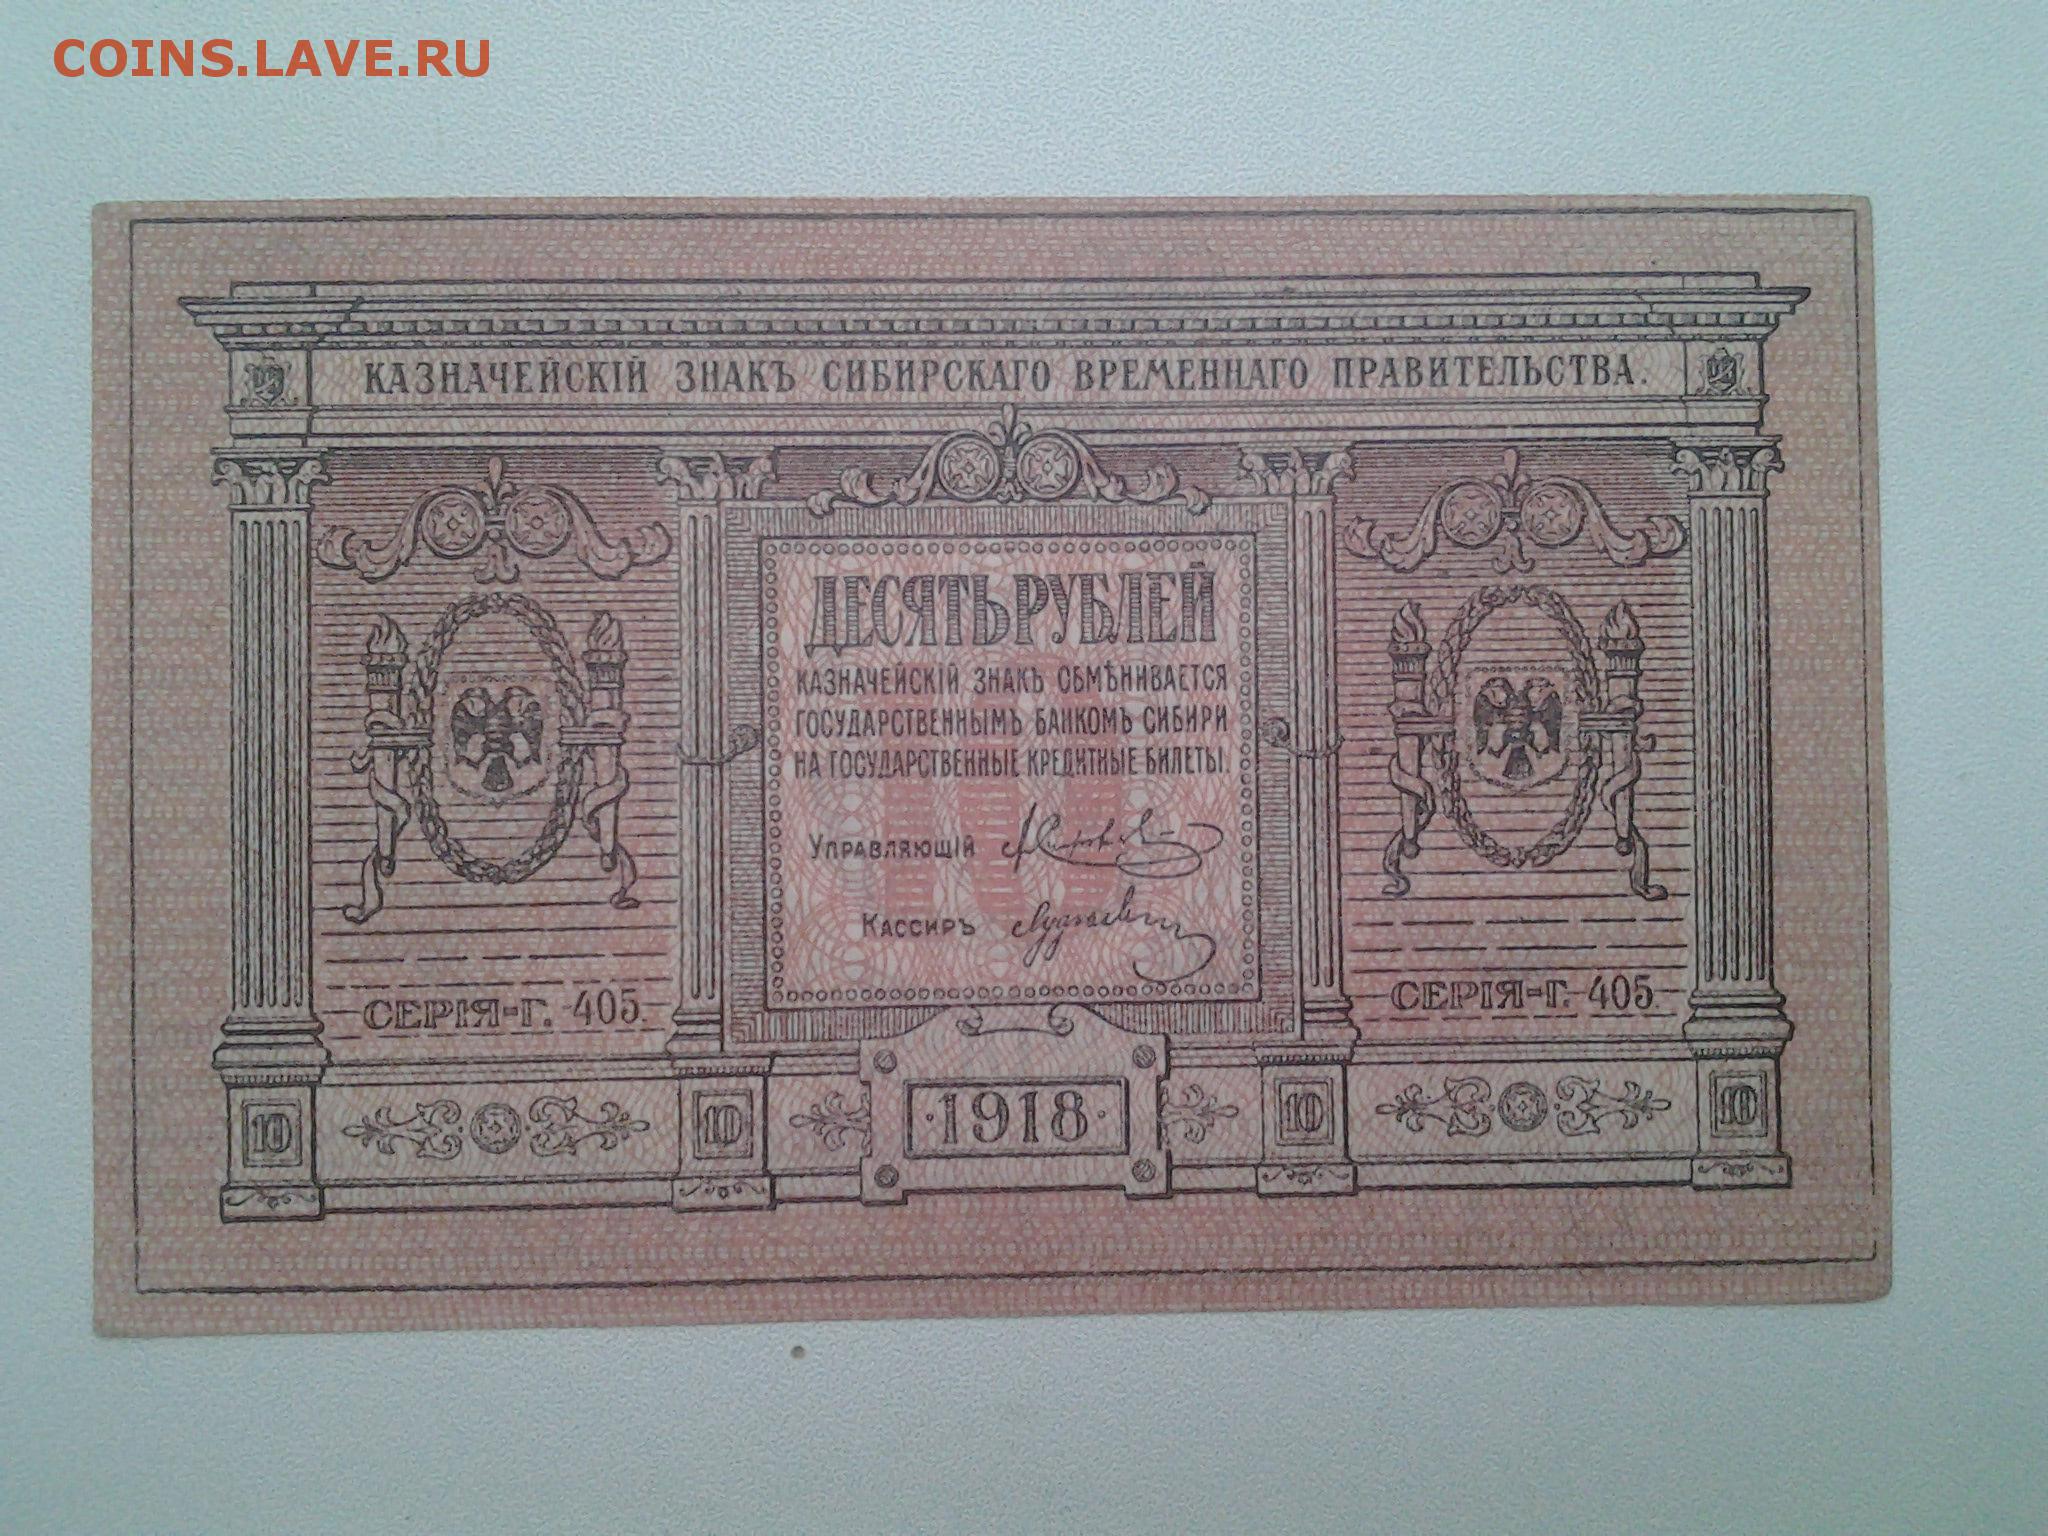 COINS.LAVE.RU
КАЗНАЧЕЙСКІЙ ЗНАКЪ СИБИРСКАГО ВРЕМЕННАГО ПРАВИТЕЛЬСТВА.
ДЕСЯТЬ РУБЛЕЙ
КАЗНАЧЕЙСКІЙ ЗНАКЪ ОБМѢНИВАЕТСЯ
ГОСУДАРСТВЕННЫМЪ БАНКОМЪ СИБИРИ
НА ГОСУДАРСТВЕННЫЕ КРЕДИТНЫЕ БИЛЕТЫ.
10
УПРАВЛЯЮЩІЙ
КАССИРЪ
СЕРІЯ-Г. 405. СЕРІЯ-Г. 405.
10 10 ·1918· 10 10